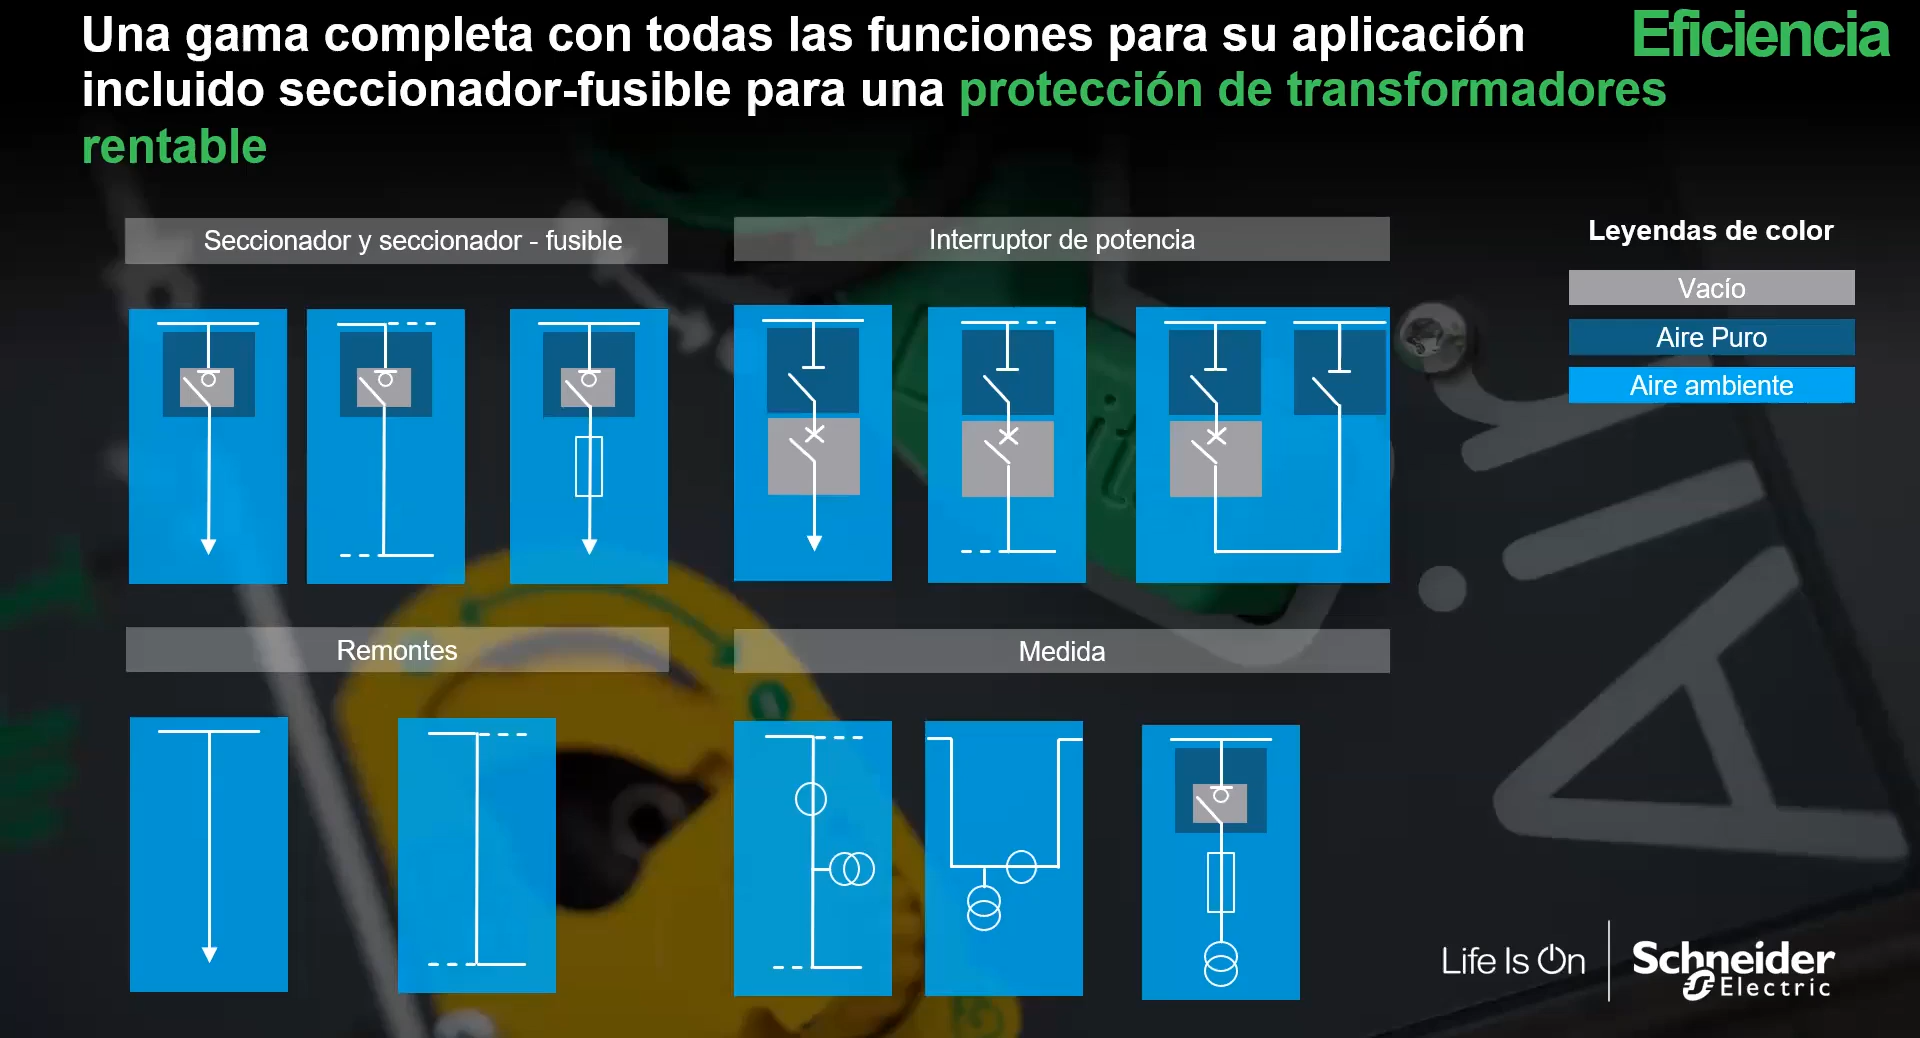 Una gama completa con todas las funciones para su aplicación
incluido seccionador-fusible para una protección de transformadores
rentable
Eficiencia
Seccionador y seccionador - fusible
Interruptor de potencia
Leyendas de color
Vacío
Aire Puro
Aire ambiente
Remontes
Medida
Air
Life Is On
Schneider
Electric